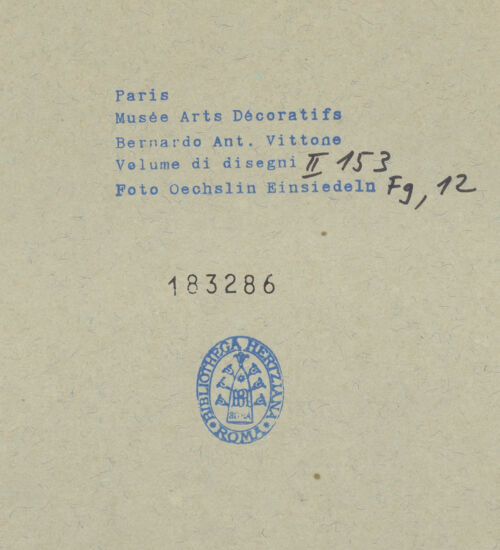 Paris
Musée Arts Décoratifs
Bernardo Ant. Vittone
Volume di disegni II 153
Foto Oechslin Einsiedeln Fg, 12
183286
BIBLIOTHECA HERTZIANA
ROMA